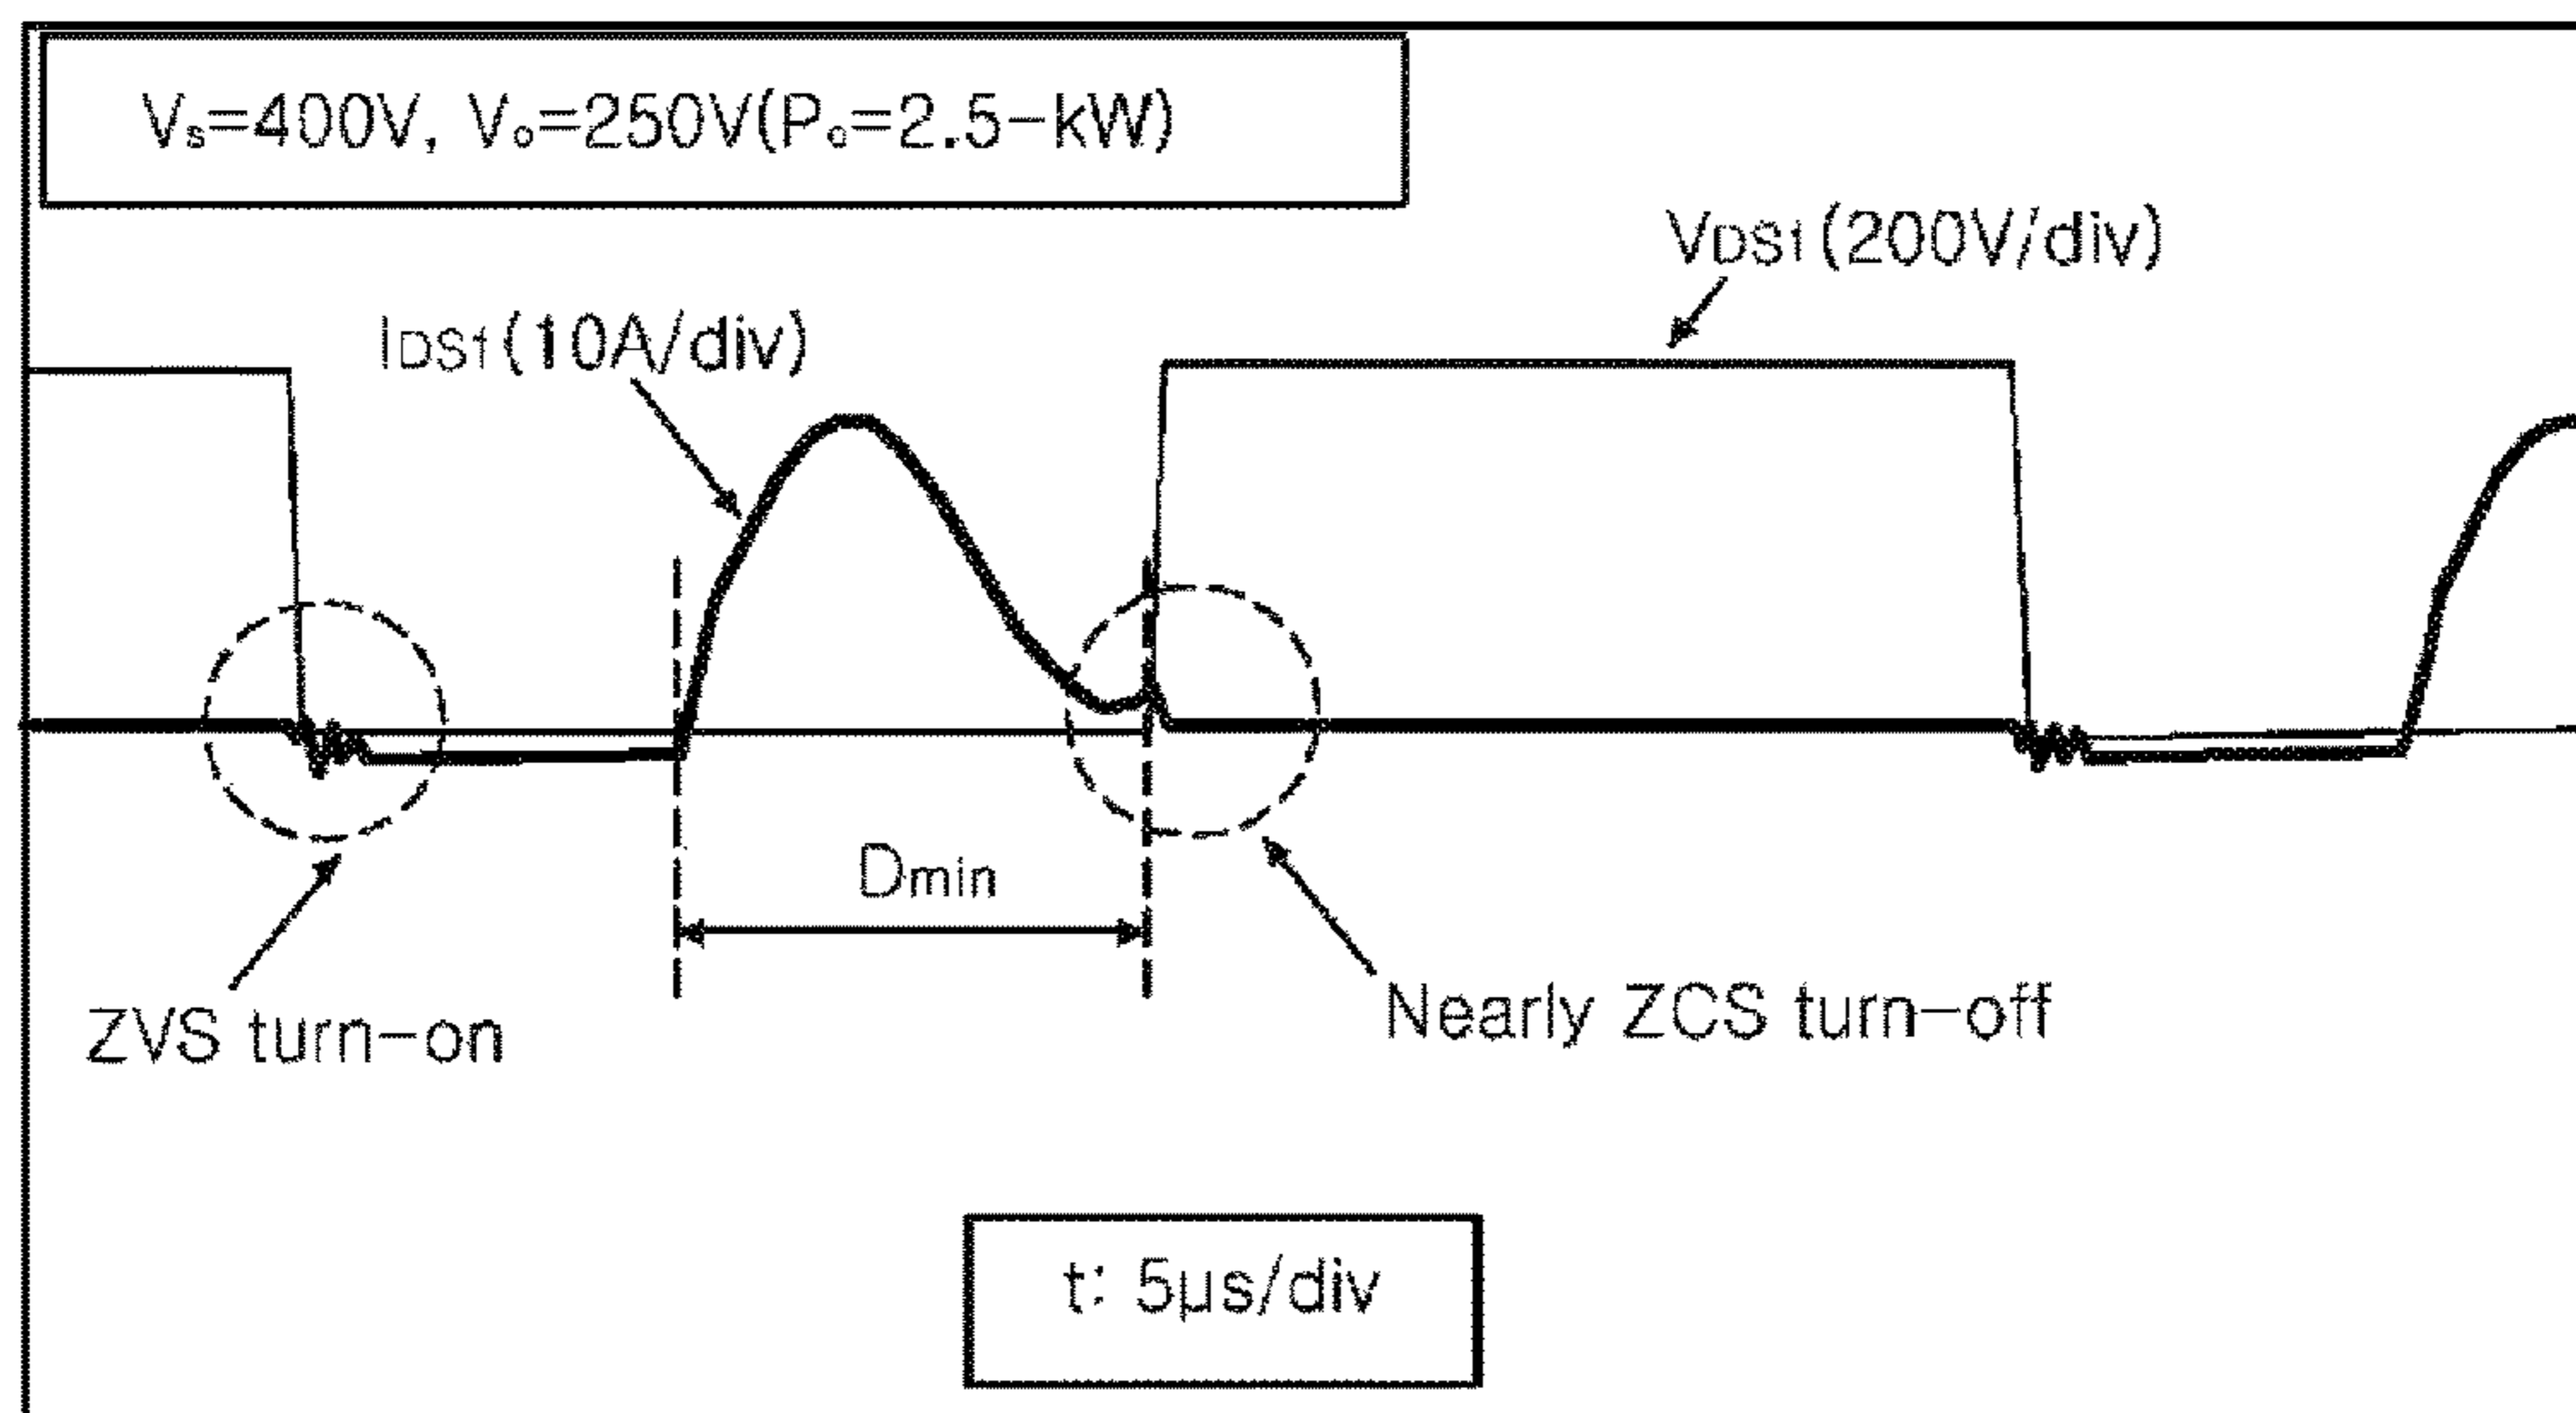 Vs=400V, Vo=250V(Po=2.5-kW)
VDS1(200V/div)
IDS1(10A/div)
Dmin
ZVS turn-on
Nearly ZCS turn-off
t: 5µs/div